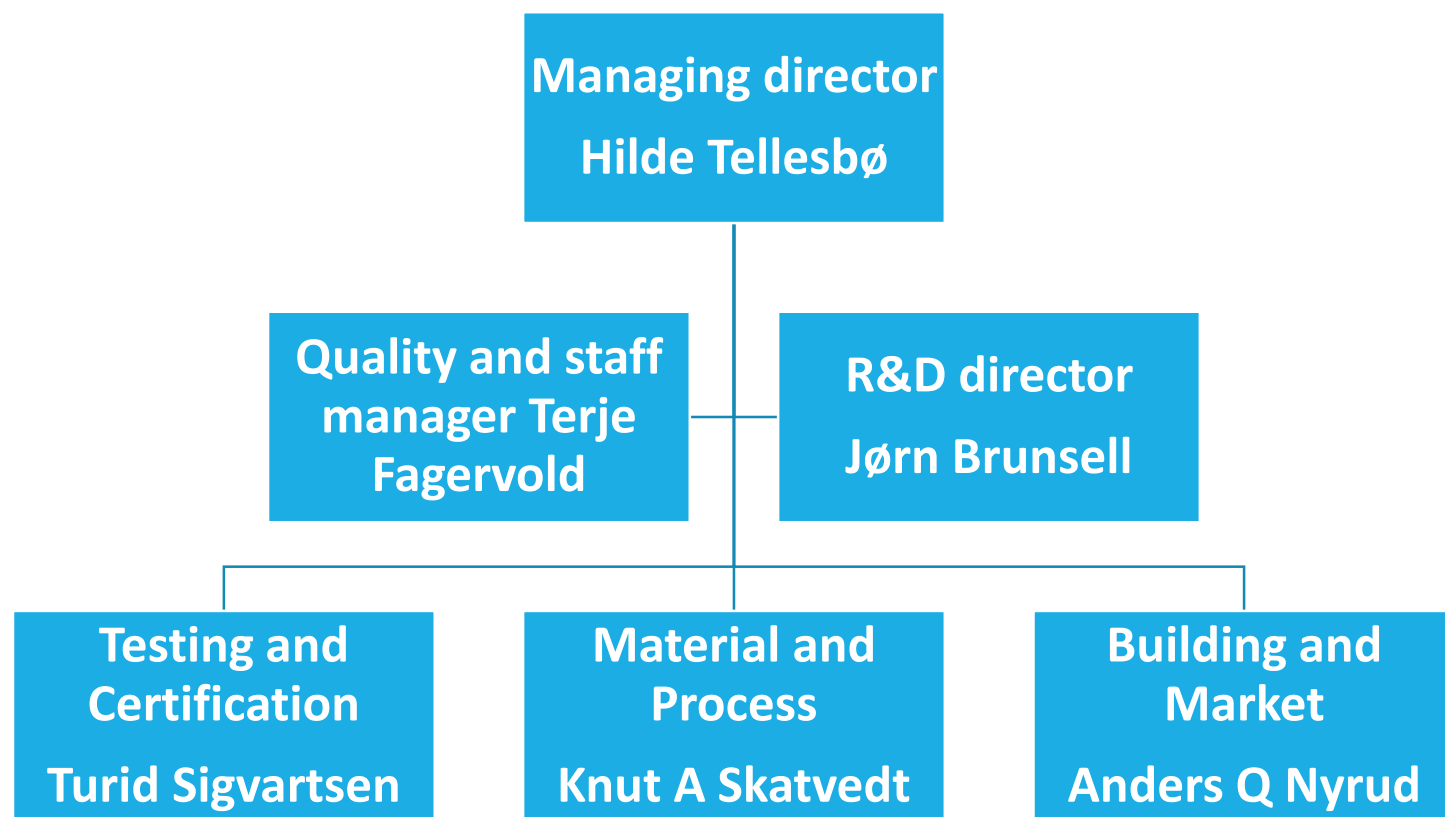 Managing director
Hilde Tellesbø
Quality and staff
manager Terje
Fagervold
R&D director
Jørn Brunsell
Testing and
Certification
Turid Sigvartsen
Material and
Process
Knut A Skatvedt
Building and
Market
Anders Q Nyrud